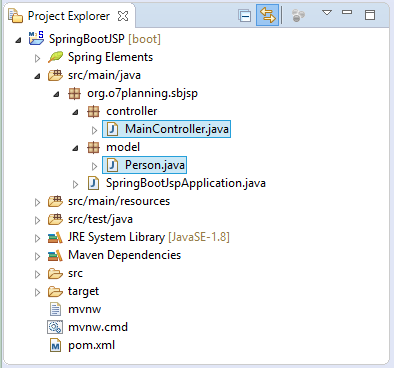 Project Explorer
SpringBootJSP [boot]
Spring Elements
src/main/java
org.o7planning.sbjsp
controller
MainController.java
model
Person.java
SpringBootJspApplication.java
src/main/resources
src/test/java
JRE System Library [JavaSE-1.8]
Maven Dependencies
src
target
mvnw
mvnw.cmd
pom.xml